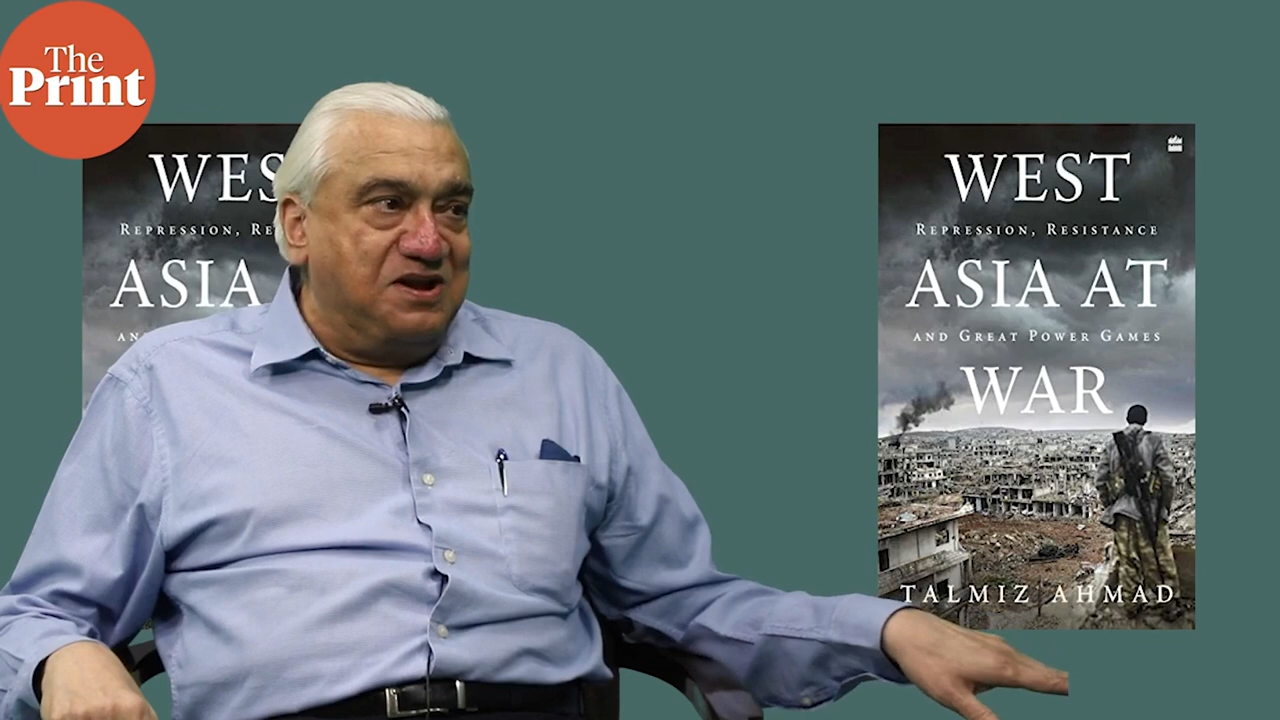 The
Print
WES
REPRESSION, RE
ASIA
AN
WEST
REPRESSION, RESISTANCE
ASIA AT
AND GREAT POWER GAMES
WAR
TALMIZ AHMAD